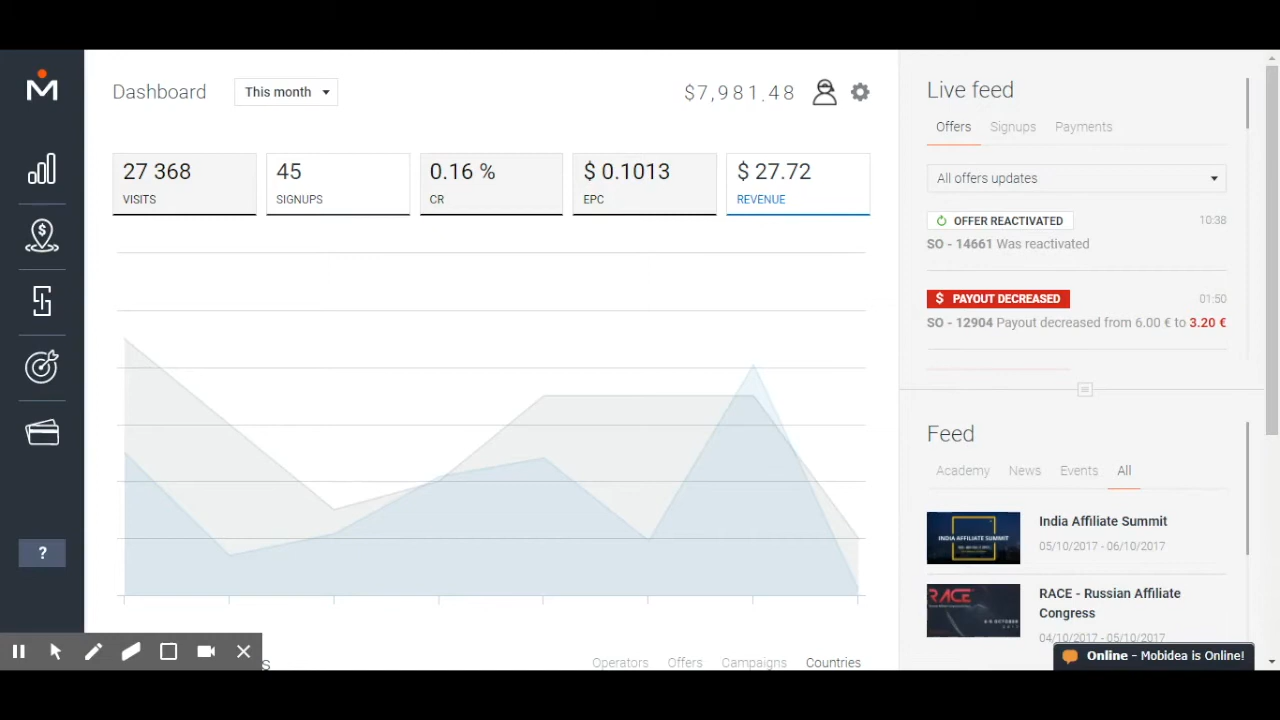 Dashboard
This month
$7,981.48
27 368
VISITS
45
SIGNUPS
0.16 %
CR
$ 0.1013
EPC
$ 27.72
REVENUE
Live feed
Offers Signups Payments
All offers updates
OFFER REACTIVATED 10:38
SO - 14661 Was reactivated
$ PAYOUT DECREASED 01:50
SO - 12904 Payout decreased from 6.00 € to 3.20 €
Feed
Academy News Events All
INDIA AFFILIATE SUMMIT
India Affiliate Summit
05/10/2017 - 06/10/2017
RACE
RACE - Russian Affiliate
Congress
04/10/2017 - 05/10/2017
?
Operators Offers Campaigns Countries
Online - Mobidea is Online!